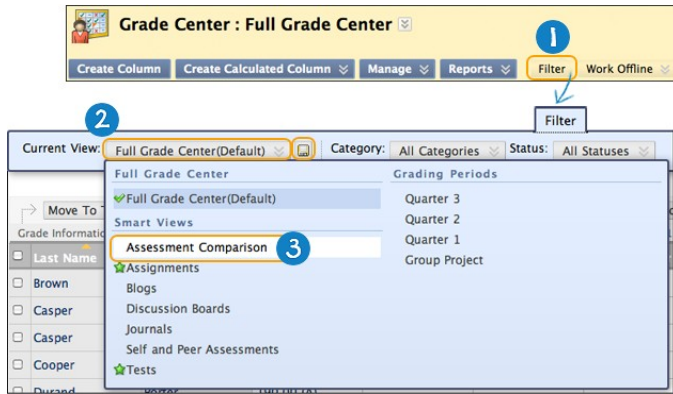 Grade Center : Full Grade Center
1
Create Column Create Calculated Column Manage Reports Filter Work Offline
Filter
2
Current View: Full Grade Center(Default) Category: All Categories Status: All Statuses
Full Grade Center Grading Periods
Full Grade Center(Default) Quarter 3
Move To
Smart Views Quarter 2
Grade Informatio
Assessment Comparison 3 Quarter 1
Last Name
Assignments Group Project
Brown Blogs
Casper Discussion Boards
Casper Journals
Self and Peer Assessments
Cooper Tests
Durand Porter